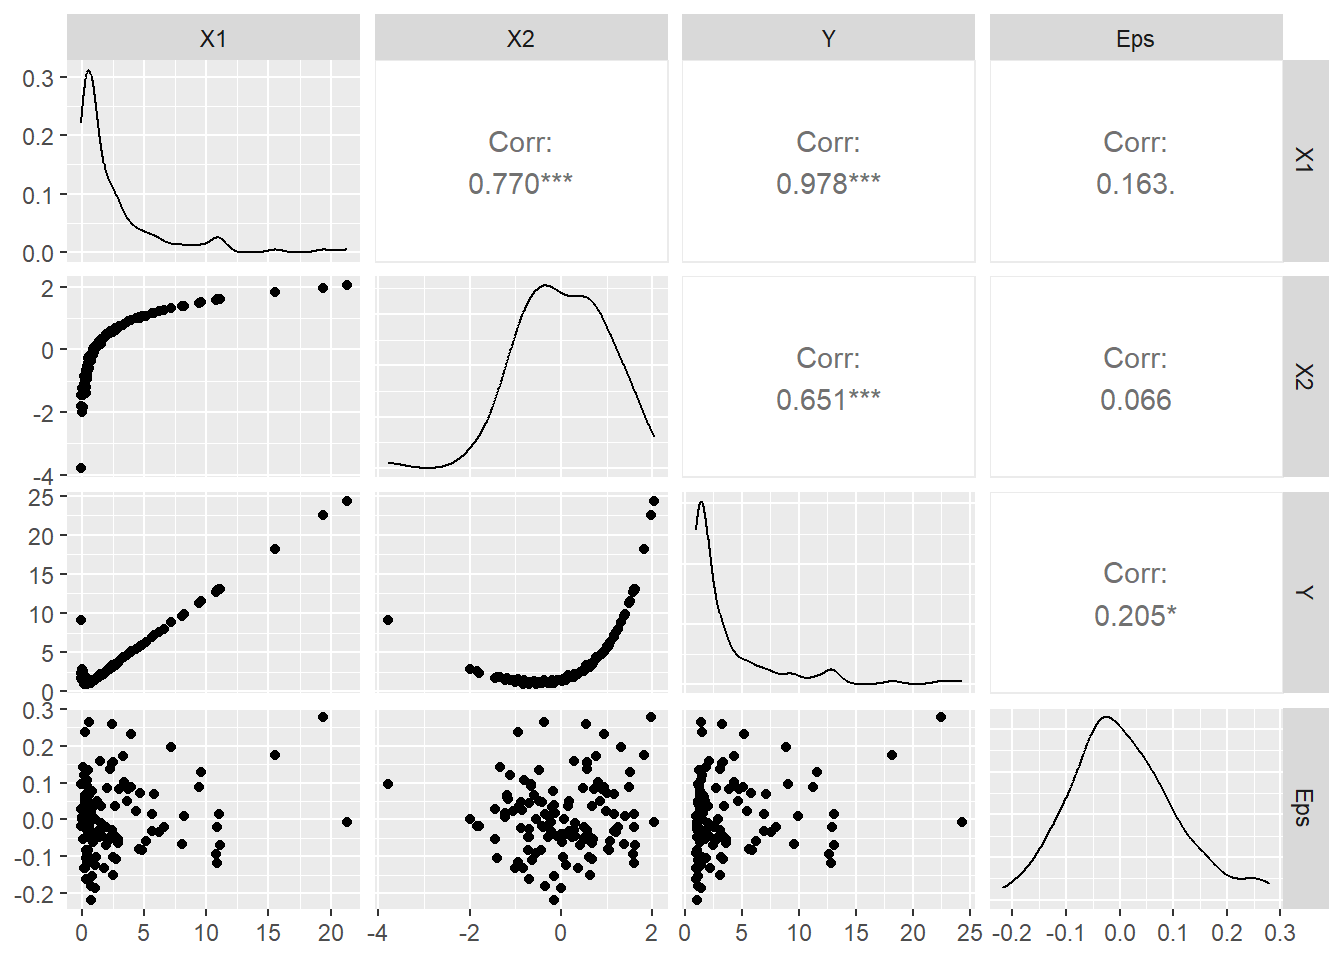 X1 X2 Y Eps
0.3
0.2
0.1
0.0
Corr:
0.770***
Corr:
0.978***
Corr:
0.163.
X1
2
0
-2
-4
Corr:
0.651***
Corr:
0.066
X2
25
20
15
10
5
0
Corr:
0.205*
Y
0.3
0.2
0.1
0.0
-0.1
-0.2
Eps
0 5 10 15 20
-4 -2 0 2
0 5 10 15 20 25
-0.2 -0.1 0.0 0.1 0.2 0.3